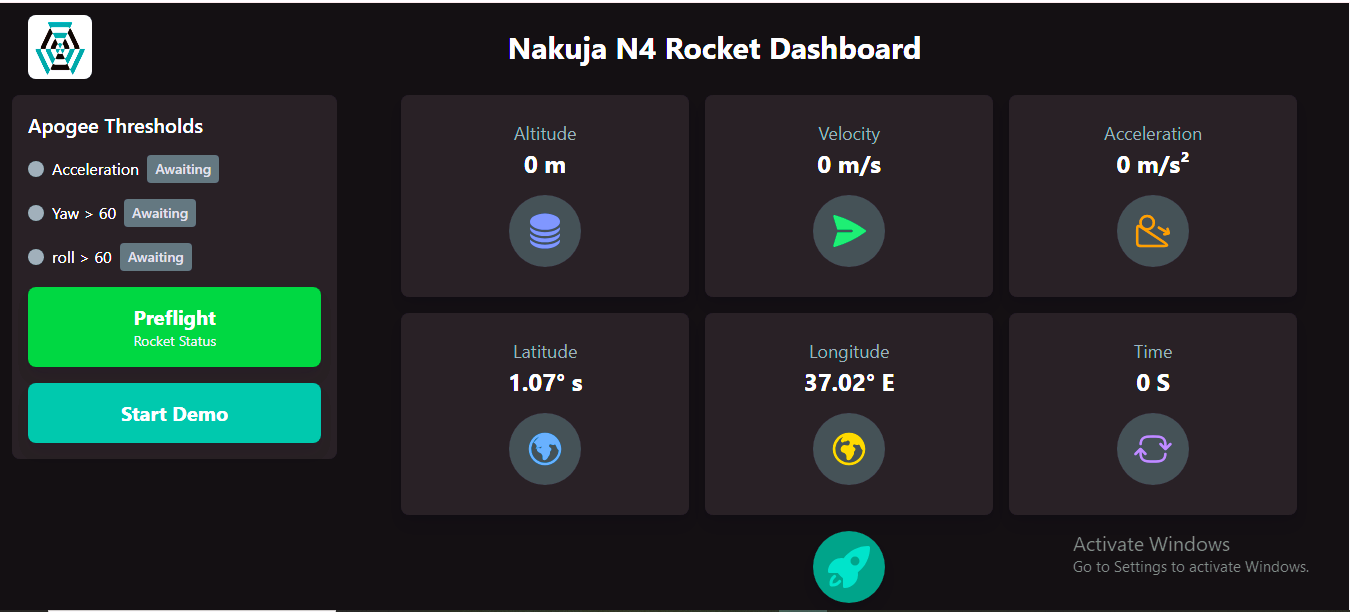 Nakuja N4 Rocket Dashboard
Apogee Thresholds
Acceleration Awaiting
Yaw > 60 Awaiting
roll > 60 Awaiting
Preflight
Rocket Status
Start Demo
Altitude
0 m
Velocity
0 m/s
Acceleration
0 m/s²
Latitude
1.07° s
Longitude
37.02° E
Time
0 S
Activate Windows
Go to Settings to activate Windows.